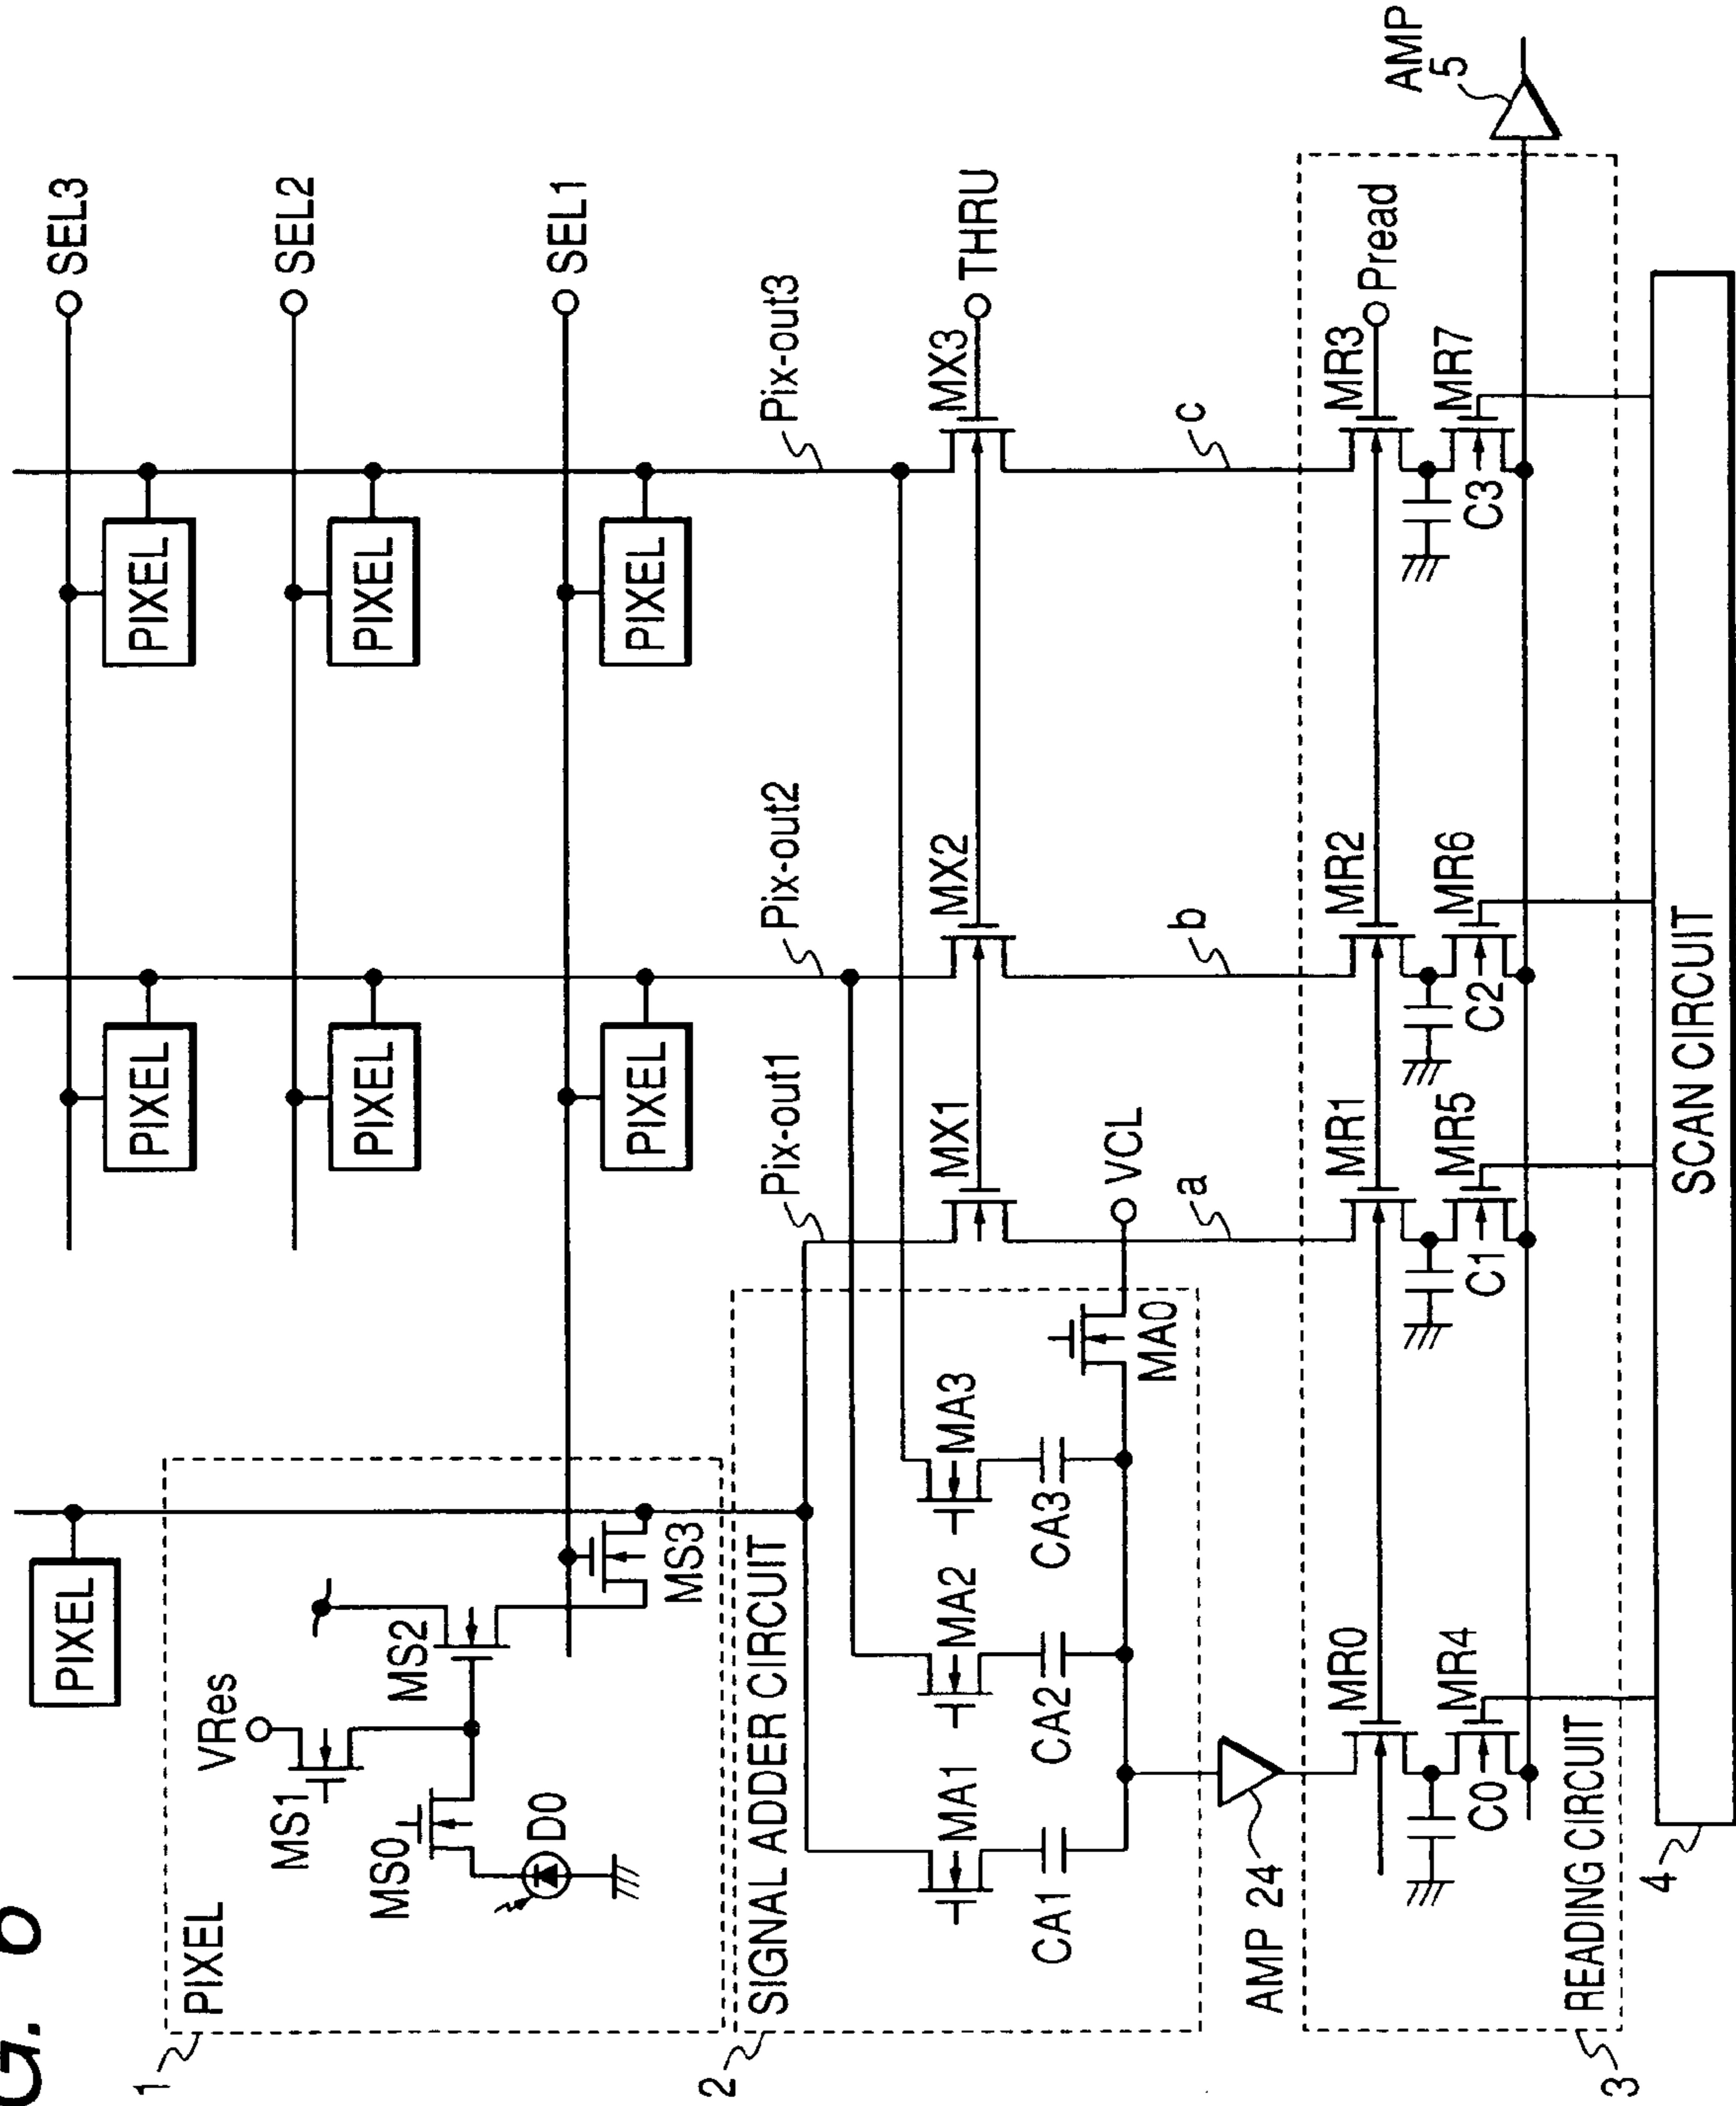 G. 6
SEL3
SEL2
SEL1
PIXEL
PIXEL
PIXEL
PIXEL
PIXEL
PIXEL
PIXEL
1
PIXEL
VRes
MS1
MS2
MS0
D0
MS3
Pix-out1
Pix-out2
Pix-out3
2
SIGNAL ADDER CIRCUIT
MA1
MA2
MA3
CA1
CA2
CA3
MA0
VCL
MX1
MX2
MX3
THRU
a
b
c
AMP 24
MR0
MR1
MR2
MR3
Pread
C0
MR4
C1
MR5
C2
MR6
C3
MR7
AMP
5
READING CIRCUIT
3
4
SCAN CIRCUIT